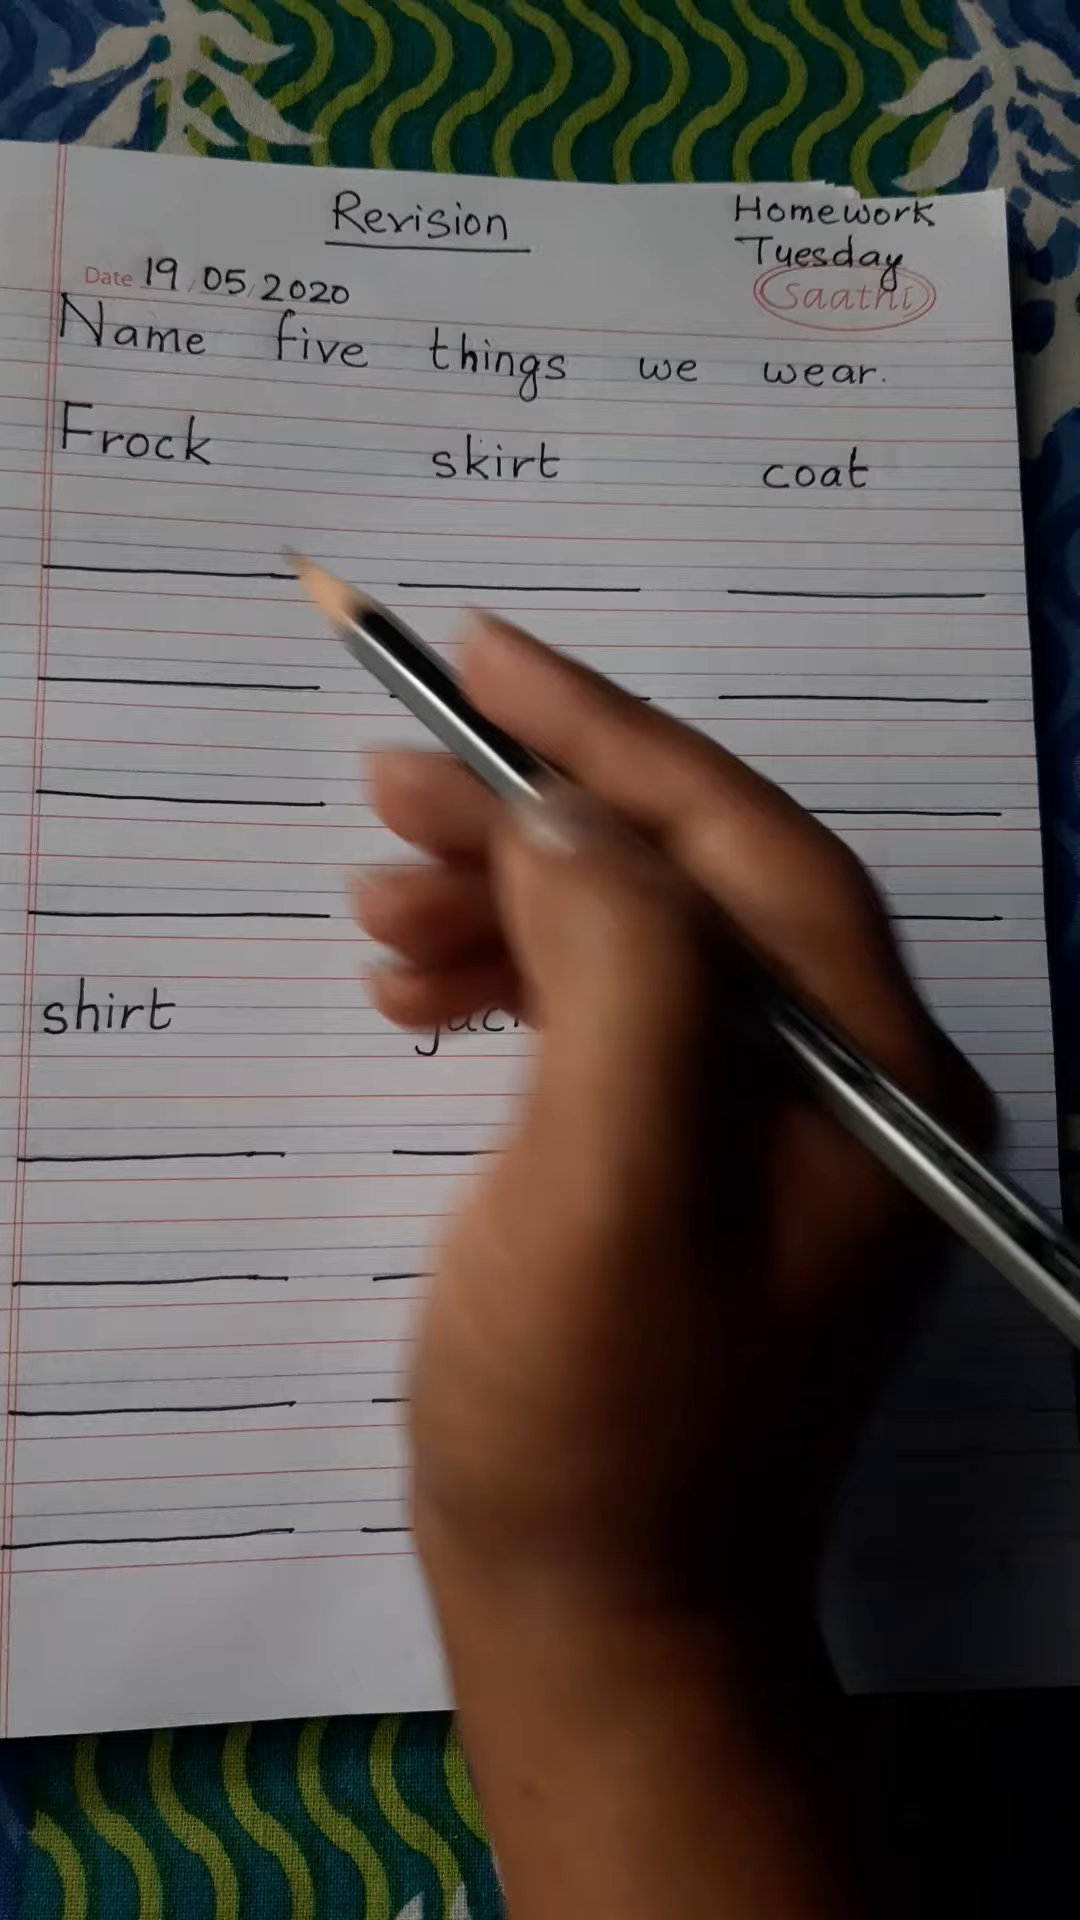 Revision
Homework
Tuesday
Saathi
Date 19/05/2020
Name five things we wear.
Frock skirt coat
shirt